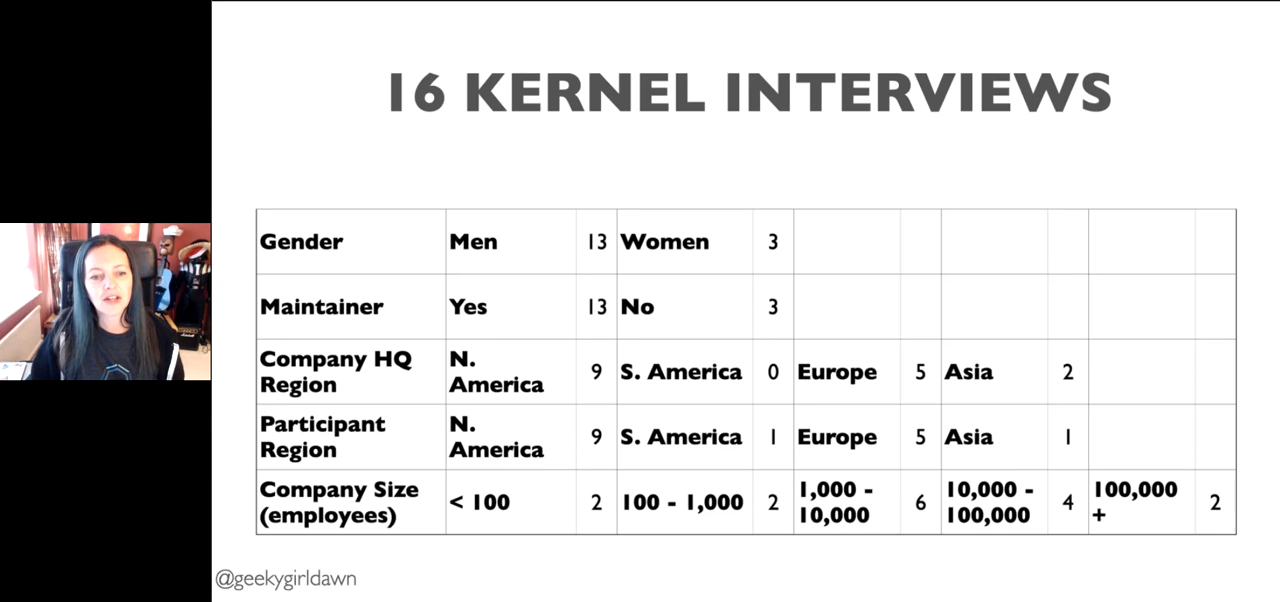 16 KERNEL INTERVIEWS
Gender Men 13 Women 3
Maintainer Yes 13 No 3
Company HQ Region N. America 9 S. America 0 Europe 5 Asia 2
Participant Region N. America 9 S. America 1 Europe 5 Asia 1
Company Size (employees) < 100 2 100 - 1,000 2 1,000 - 10,000 6 10,000 - 100,000 4 100,000 + 2
@geekygirldawn